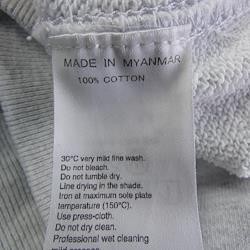 MADE IN MYANMAR
100% COTTON
30°C very mild fine wash.
Do not bleach.
Do not tumble dry.
Line drying in the shade.
Iron at maximum sole plate
temperature (150°C).
Use press-cloth.
Do not dry clean.
Professional wet cleaning